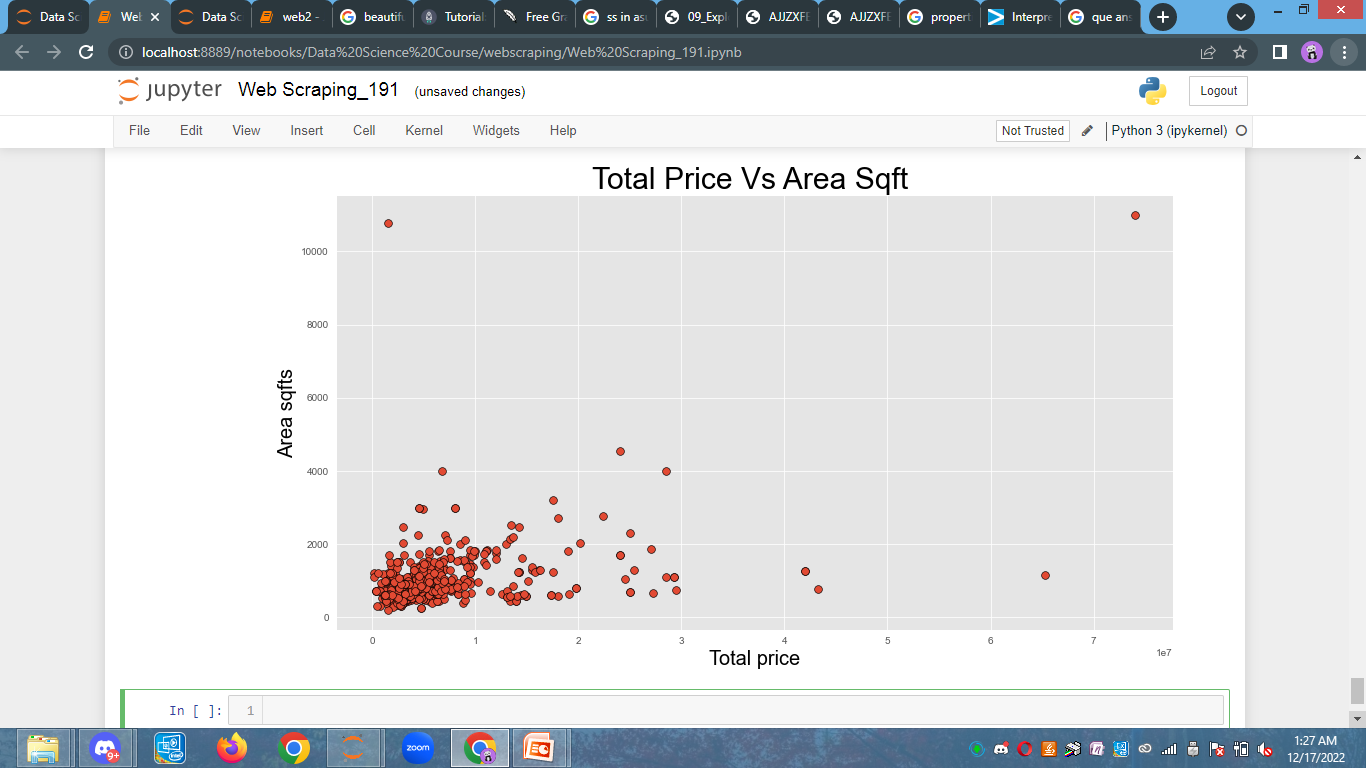 Data Sc
Web
Data Sc
web2 -
beautifu
Tutorial:
Free Gra
ss in ase
09_Expl
AJJZXFE
AJJZXFE
propert
Interpre
que ans
localhost:8889/notebooks/Data%20Science%20Course/webscraping/Web%20Scraping_191.ipynb
jupyter Web Scraping_191 (unsaved changes)
Logout
File Edit View Insert Cell Kernel Widgets Help
Not Trusted
Python 3 (ipykernel)
Total Price Vs Area Sqft
10000
8000
6000
4000
2000
0
Area sqfts
0 1 2 3 4 5 6 7
1e7
Total price
In [ ]: 1
9+
intel
zoom
1:27 AM
12/17/2022